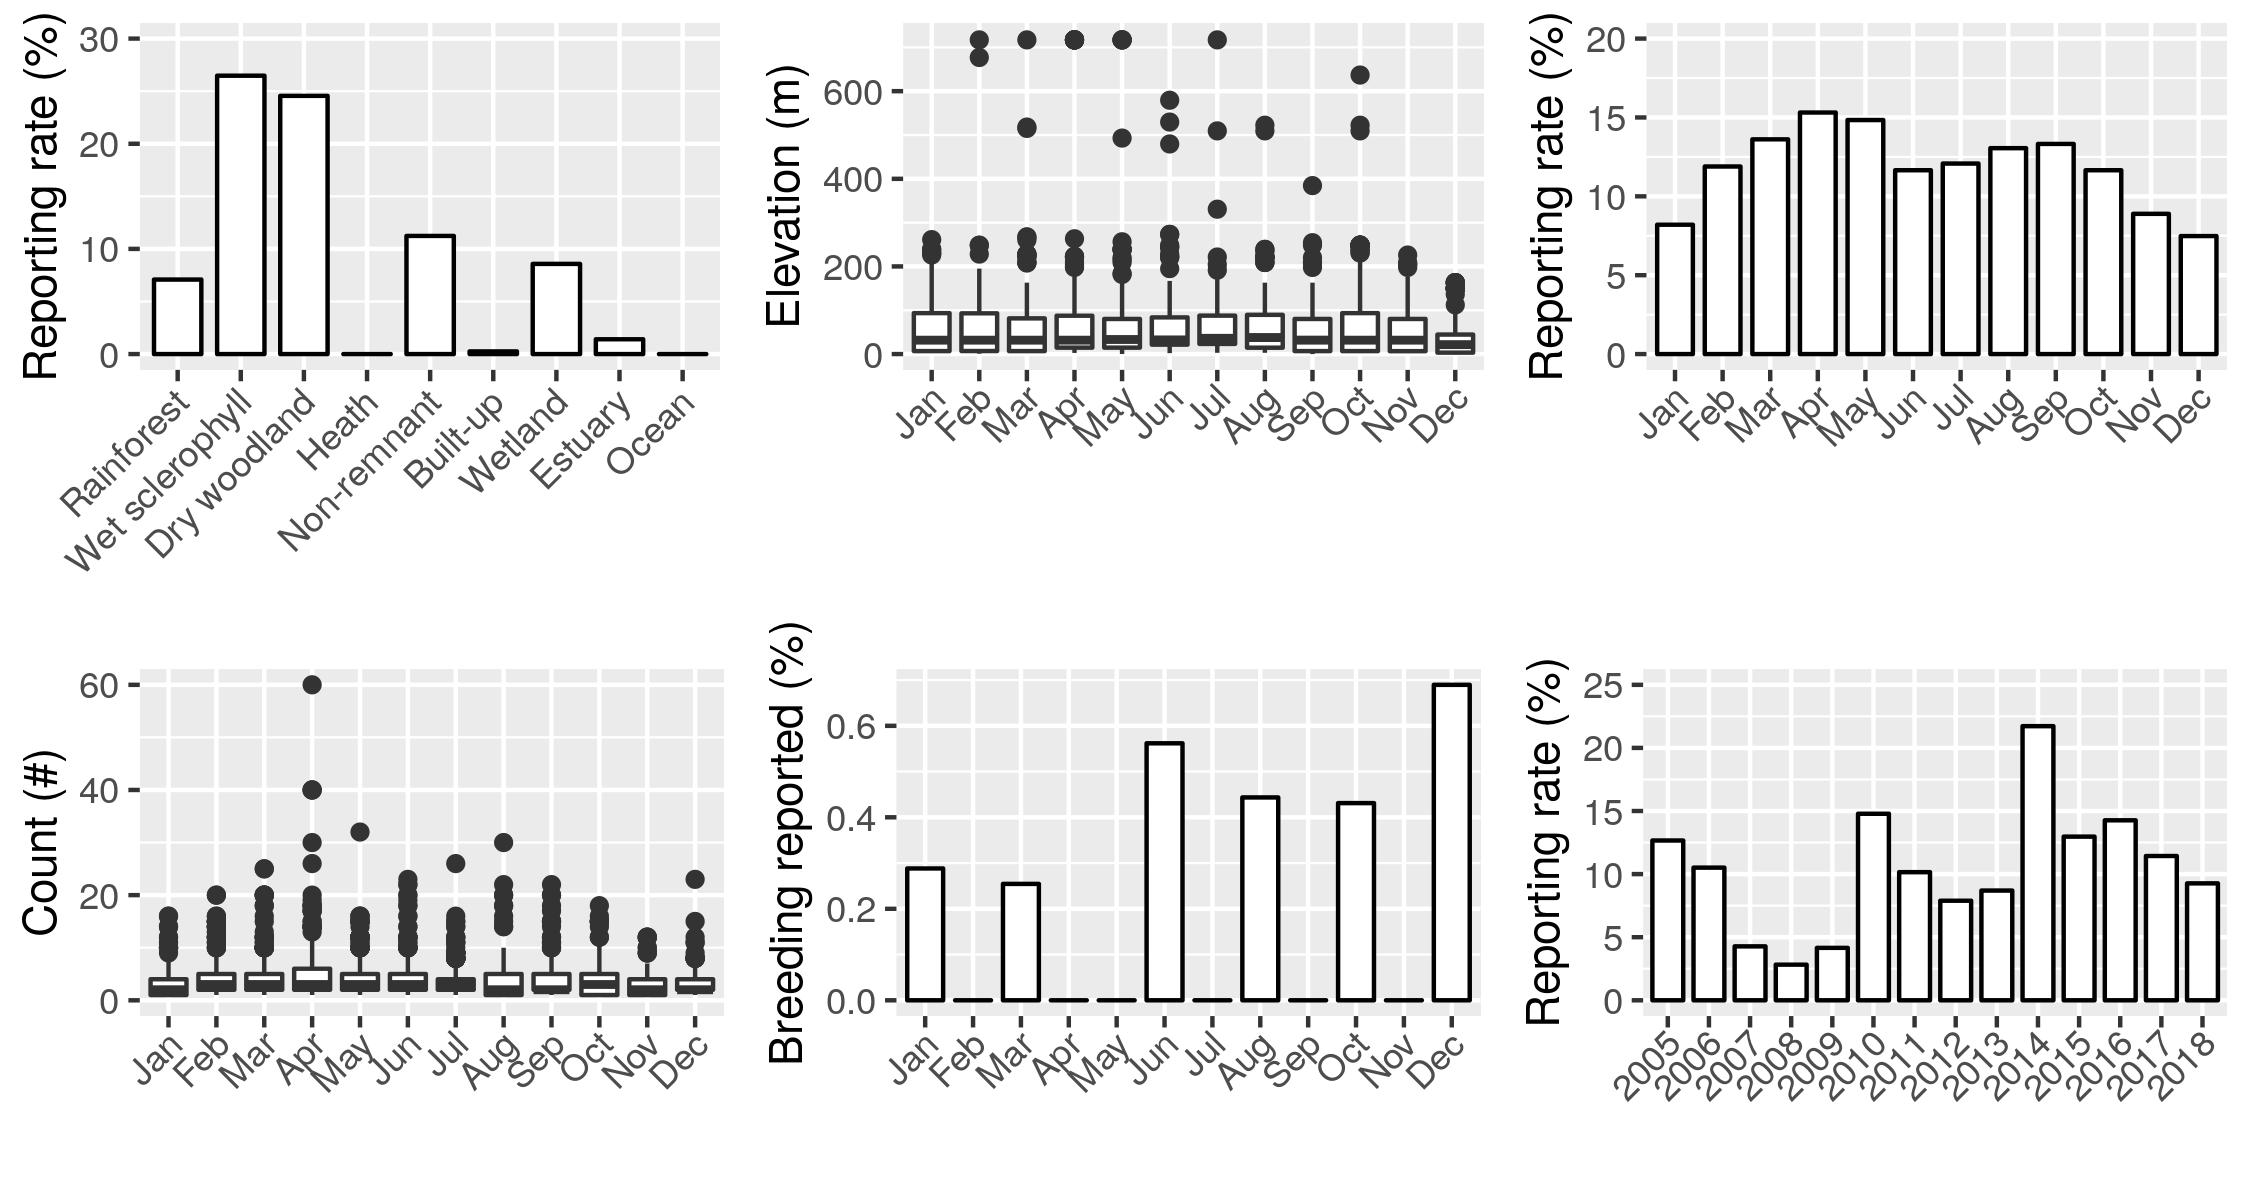 Reporting rate (%)
30
20
10
0
Rainforest
Wet sclerophyll
Dry woodland
Heath
Non-remnant
Built-up
Wetland
Estuary
Ocean
Elevation (m)
600
400
200
0
Jan
Feb
Mar
Apr
May
Jun
Jul
Aug
Sep
Oct
Nov
Dec
Reporting rate (%)
20
15
10
5
0
Jan
Feb
Mar
Apr
May
Jun
Jul
Aug
Sep
Oct
Nov
Dec
Count (#)
60
40
20
0
Jan
Feb
Mar
Apr
May
Jun
Jul
Aug
Sep
Oct
Nov
Dec
Breeding reported (%)
0.6
0.4
0.2
0.0
Jan
Feb
Mar
Apr
May
Jun
Jul
Aug
Sep
Oct
Nov
Dec
Reporting rate (%)
25
20
15
10
5
0
2005
2006
2007
2008
2009
2010
2011
2012
2013
2014
2015
2016
2017
2018